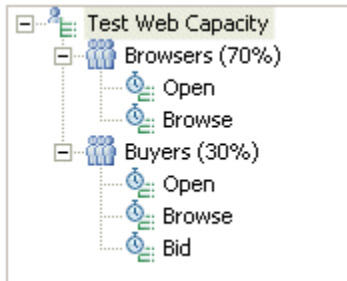 Test Web Capacity
Browsers (70%)
Open
Browse
Buyers (30%)
Open
Browse
Bid